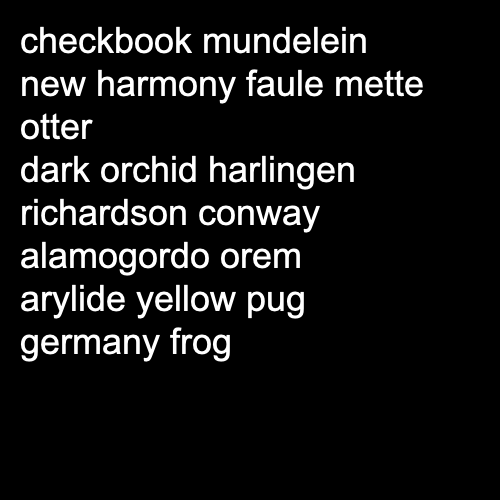 checkbook mundelein
new harmony faule mette
otter
dark orchid harlingen
richardson conway
alamogordo orem
arylide yellow pug
germany frog